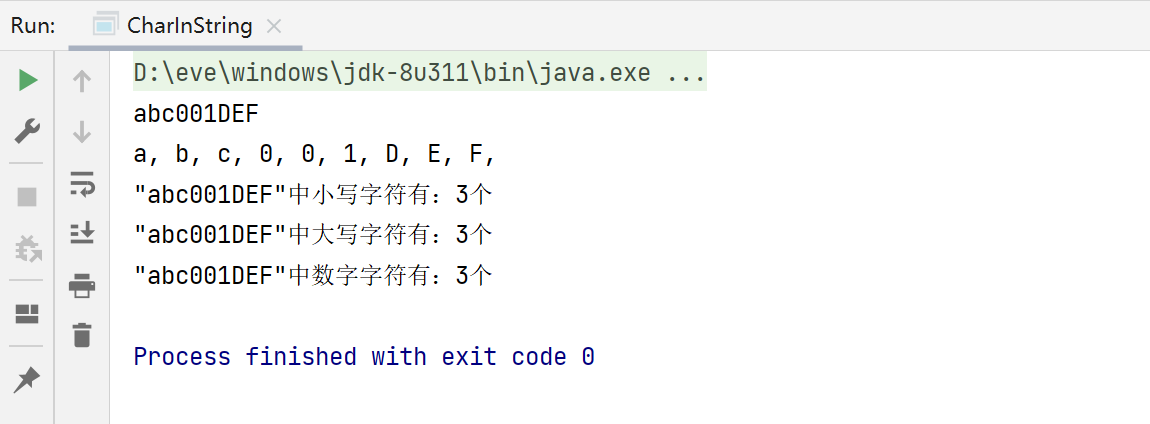 Run: CharInString
D:\eve\windows\jdk-8u311\bin\java.exe ...
abc001DEF
a, b, c, 0, 0, 1, D, E, F,
"abc001DEF"中小写字符有：3个
"abc001DEF"中大写字符有：3个
"abc001DEF"中数字字符有：3个
Process finished with exit code 0